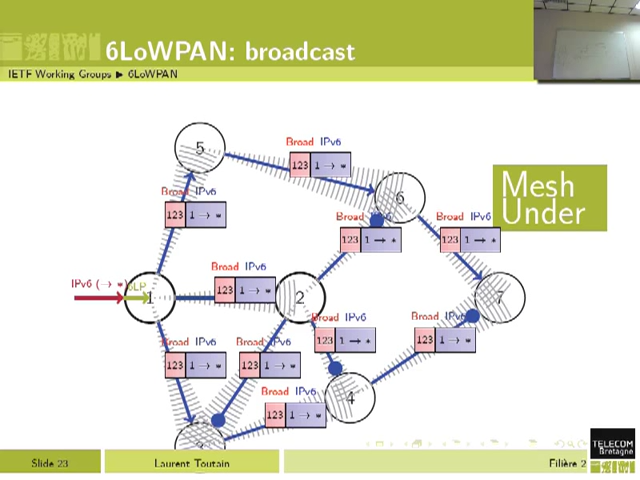 6LoWPAN: broadcast
IETF Working Groups ▶ 6LoWPAN
5
Broad IPv6
123 1 → *
Mesh
Under
Broad IPv6
123 1 → *
6
Broad IPv6
123 1 → *
Broad IPv6
123 1 → *
IPv6 (→ *)
6LP
1
Broad IPv6
123 1 → *
2
7
Broad IPv6
123 1 → *
Broad IPv6
123 1 → *
Broad IPv6
123 1 → *
Broad IPv6
123 1 → *
Broad IPv6
123 1 → *
4
Slide 23
Laurent Toutain
Filière 2
TELECOM
Bretagne